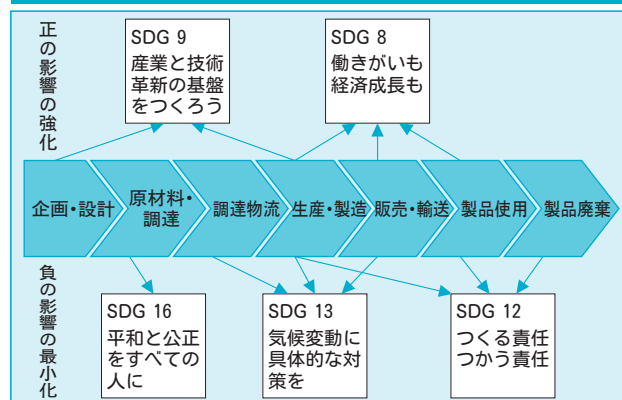 正の影響の強化
SDG 9
産業と技術
革新の基盤
をつくろう
SDG 8
働きがいも
経済成長も
企画・設計
原材料・
調達
調達物流
生産・製造
販売・輸送
製品使用
製品廃棄
負の影響の最小化
SDG 16
平和と公正
をすべての
人に
SDG 13
気候変動に
具体的な対
策を
SDG 12
つくる責任
つかう責任